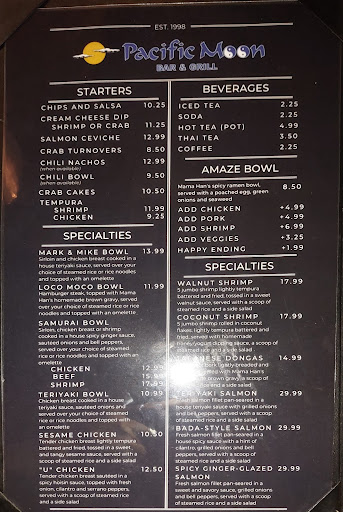 EST. 1998
Pacific Moon
BAR & GRILL
STARTERS
CHIPS AND SALSA 10.25
CREAM CHEESE DIP
SHRIMP OR CRAB 11.25
SALMON CEVICHE 12.99
CRAB TURNOVERS 8.50
CHILI NACHOS 12.99
(when available)
CHILI BOWL 9.50
(when available)
CRAB CAKES 10.50
TEMPURA
SHRIMP 11.99
CHICKEN 9.25
SPECIALTIES
MARK & MIKE BOWL 13.99
Sirloin and chicken breast cooked in a
house teriyaki sauce, served over your
choice of steamed rice or rice noodles
and topped with an omelette
LOCO MOCO BOWL 11.99
Hamburger steak, topped with Mama
Han's homemade brown gravy, served
over your choice of steamed rice or rice
noodles and topped with an omelette
SAMURAI BOWL
Sirloin, chicken breast or shrimp
cooked in a house spicy ginger sauce,
sautéed onions and bell peppers,
served over your choice of steamed
rice or rice noodles and topped with an
omelette
CHICKEN
BEEF
SHRIMP
TERIYAKI BOWL 10.99
Chicken breast cooked in a house
teriyaki sauce, sautéed onions and
served over your choice of steamed
rice or rice noodles and topped with
an omelette
SESAME CHICKEN
Tender chicken breast lightly tempura
battered and fried, tossed in a sweet
and tangy sesame sauce, served with a
scoop of steamed rice and a side salad
"U" CHICKEN 12.50
Tender chicken breast sautéed in a
spicy hoisin sauce, topped with fresh
onion, cilantro and serrano peppers,
served with a scoop of steamed rice
and a side salad
BEVERAGES
ICED TEA 2.25
SODA 2.25
HOT TEA (POT) 4.99
THAI TEA 3.50
COFFEE 2.25
AMAZE BOWL
Mama Han's spicy ramen bowl, 8.50
served with a poached egg, green
onions and seaweed
ADD CHICKEN +4.99
ADD PORK +4.99
ADD SHRIMP +6.99
ADD VEGGIES +3.25
HAPPY ENDING +1.99
SPECIALTIES
WALNUT SHRIMP 17.99
5 jumbo shrimp lightly tempura
battered and fried, tossed in a sweet
walnut sauce, served with a scoop of
steamed rice and a side salad
COCONUT SHRIMP 17.99
5 jumbo shrimp rolled in coconut
flakes, lightly tempura battered and
fried, served with homemade
dipping sauce, a scoop of
steamed rice and a side salad
DONGAS 14.99
lightly breaded and
with Mama Han's
homemade brown gravy, a scoop of
steamed rice and a side salad
TERIYAKI SALMON 29.99
salmon fillet pan-seared in a
house teriyaki sauce with grilled onions
and bell peppers, served with a scoop
of steamed rice and a side salad
BADA-STYLE SALMON 29.99
Fresh salmon fillet pan-seared in a
house spicy sauce with a hint of
cilantro, grilled onions and bell
peppers, served with a scoop of
steamed rice and a side salad
SPICY GINGER-GLAZED 29.99
SALMON
Fresh salmon fillet pan-seared in a sweet
and savory glaze, grilled onions
and bell peppers, served with a scoop of
steamed rice and a side salad